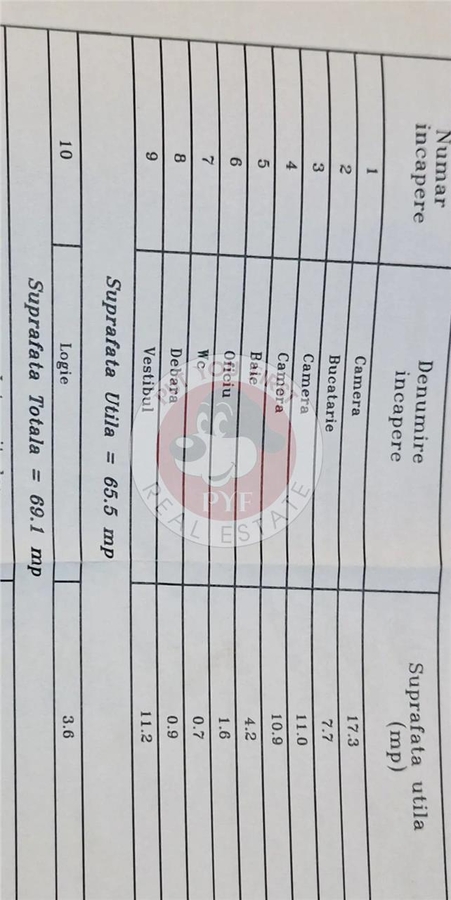 Numar incapere Denumire incapere Suprafata utila (mp)
1 Camera 17.3
2 Bucatarie 7.7
3 Camera 11.0
4 Camera 10.9
5 Baie 4.2
6 Oficiu 1.6
7 Wc 0.7
8 Debara 0.9
9 Vestibul 11.2
Suprafata Utila = 65.5 mp
10 Logie 3.6
Suprafata Totala = 69.1 mp
PUT YOUR FIRST
PYF
REAL ESTATE